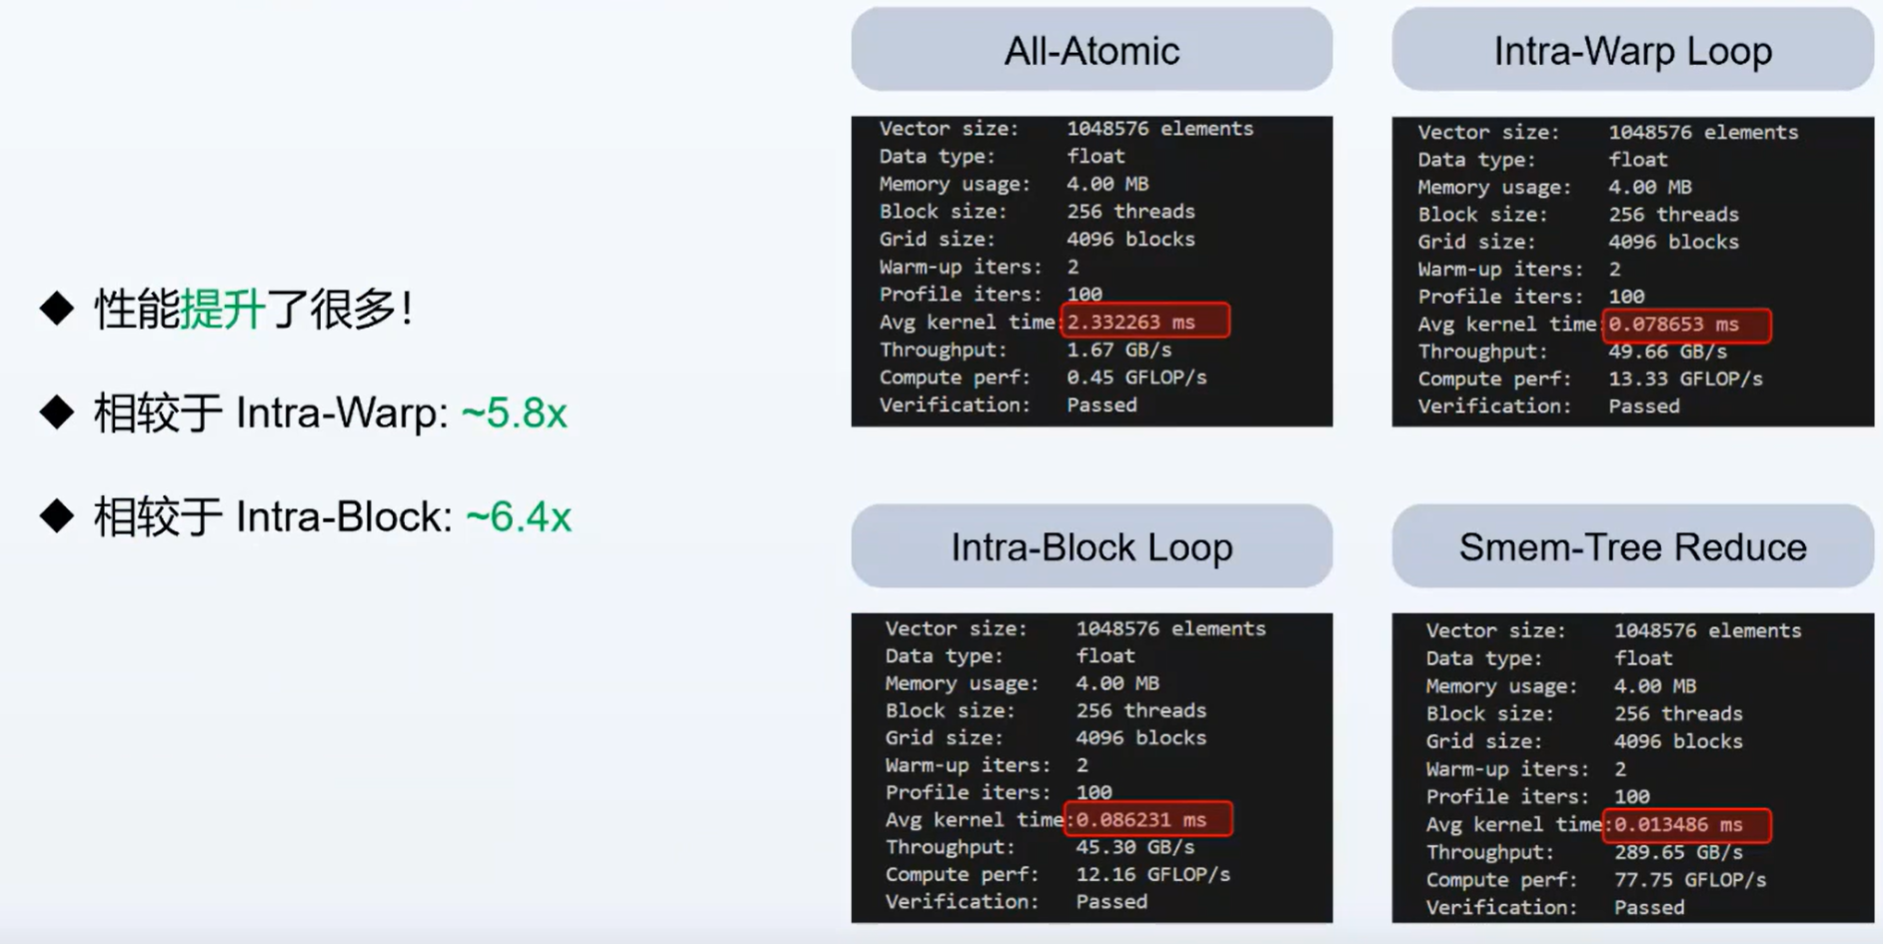 ◆ 性能提升了很多!
◆ 相较于 Intra-Warp: ~5.8x
◆ 相较于 Intra-Block: ~6.4x
All-Atomic
Vector size: 1048576 elements
Data type: float
Memory usage: 4.00 MB
Block size: 256 threads
Grid size: 4096 blocks
Warm-up iters: 2
Profile iters: 100
Avg kernel time:2.332263 ms
Throughput: 1.67 GB/s
Compute perf: 0.45 GFLOP/s
Verification: Passed
Intra-Warp Loop
Vector size: 1048576 elements
Data type: float
Memory usage: 4.00 MB
Block size: 256 threads
Grid size: 4096 blocks
Warm-up iters: 2
Profile iters: 100
Avg kernel time:0.078653 ms
Throughput: 49.66 GB/s
Compute perf: 13.33 GFLOP/s
Verification: Passed
Intra-Block Loop
Vector size: 1048576 elements
Data type: float
Memory usage: 4.00 MB
Block size: 256 threads
Grid size: 4096 blocks
Warm-up iters: 2
Profile iters: 100
Avg kernel time:0.086231 ms
Throughput: 45.30 GB/s
Compute perf: 12.16 GFLOP/s
Verification: Passed
Smem-Tree Reduce
Vector size: 1048576 elements
Data type: float
Memory usage: 4.00 MB
Block size: 256 threads
Grid size: 4096 blocks
Warm-up iters: 2
Profile iters: 100
Avg kernel time:0.013486 ms
Throughput: 289.65 GB/s
Compute perf: 77.75 GFLOP/s
Verification: Passed